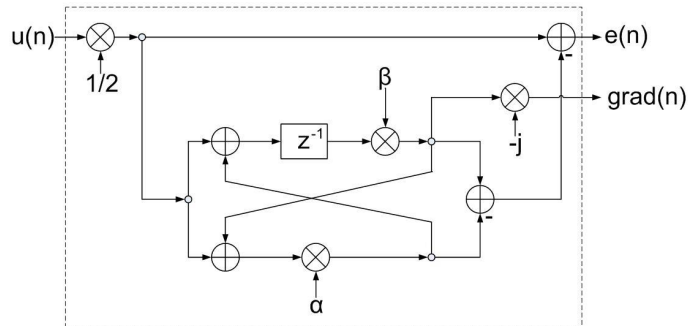 u(n)
1/2
e(n)
-
β
grad(n)
z⁻¹
-j
-
α